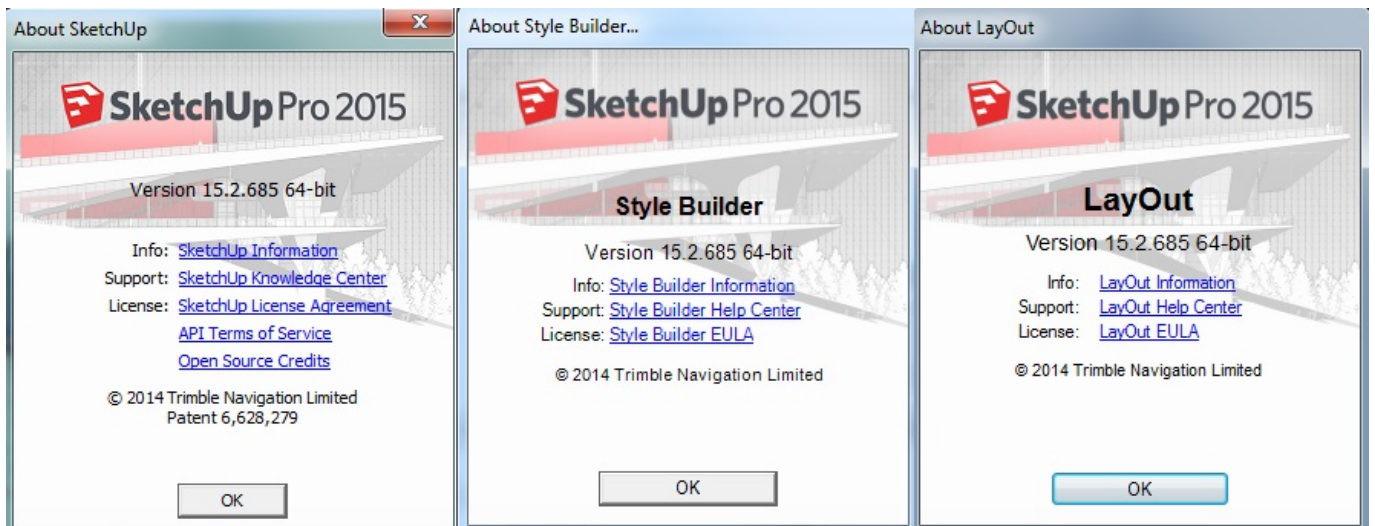 About SketchUp
SketchUp Pro 2015
Version 15.2.685 64-bit
Info: SketchUp Information
Support: SketchUp Knowledge Center
License: SketchUp License Agreement
API Terms of Service
Open Source Credits
© 2014 Trimble Navigation Limited
Patent 6,628,279
OK
About Style Builder...
SketchUp Pro 2015
Style Builder
Version 15.2.685 64-bit
Info: Style Builder Information
Support: Style Builder Help Center
License: Style Builder EULA
© 2014 Trimble Navigation Limited
OK
About LayOut
SketchUp Pro 2015
LayOut
Version 15.2.685 64-bit
Info: LayOut Information
Support: LayOut Help Center
License: LayOut EULA
© 2014 Trimble Navigation Limited
OK